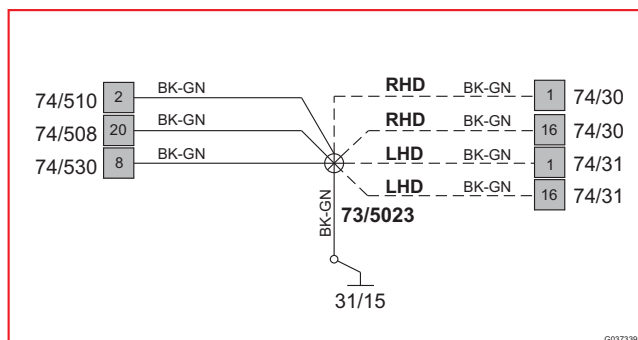 74/510 2 BK-GN RHD BK-GN 1 74/30
74/508 20 BK-GN RHD BK-GN 16 74/30
74/530 8 BK-GN LHD BK-GN 1 74/31
LHD BK-GN 16 74/31
BK-GN 73/5023
31/15
G037339